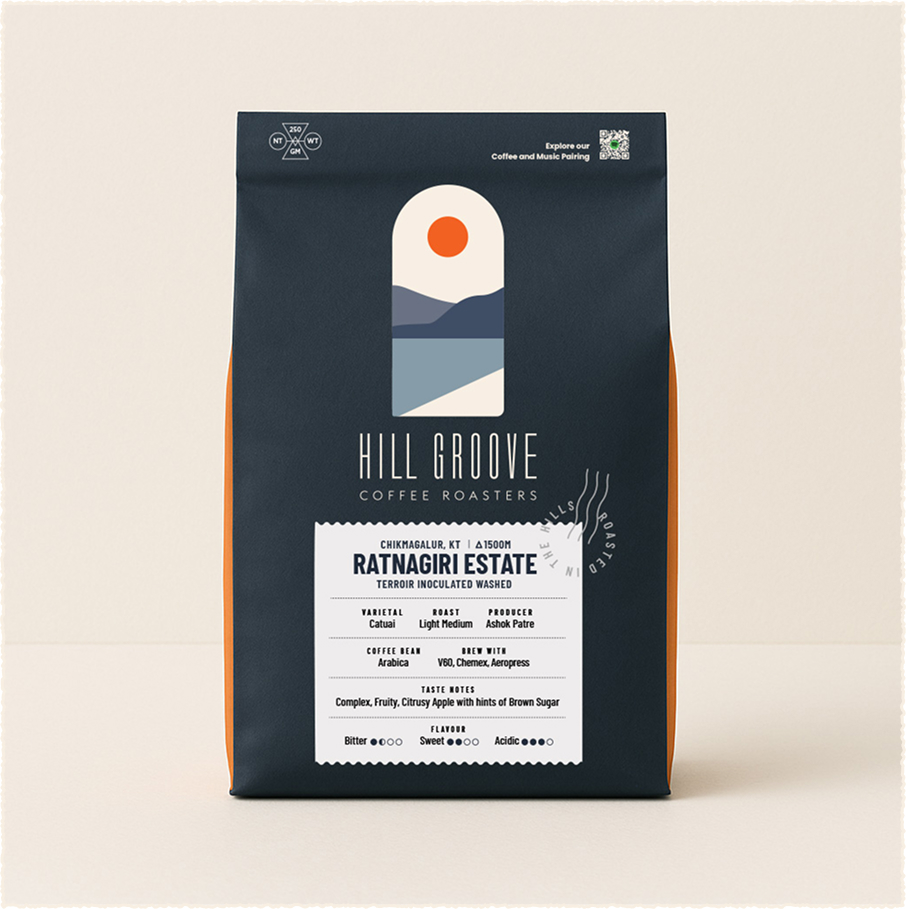 250
NT WT
GM
Explore our
Coffee and Music Pairing
HILL GROOVE
COFFEE ROASTERS
ROASTED IN THE HILLS
CHIKMAGALUR, KT | △1500M
RATNAGIRI ESTATE
TERROIR INOCULATED WASHED
VARIETAL ROAST PRODUCER
Catuai Light Medium Ashok Patre
COFFEE BEAN BREW WITH
Arabica V60, Chemex, Aeropress
TASTE NOTES
Complex, Fruity, Citrusy Apple with hints of Brown Sugar
FLAVOUR
Bitter Sweet Acidic